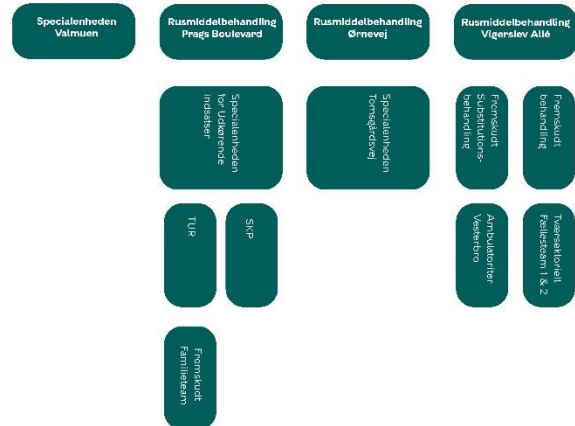 Specialenheden
Valmuen
Rusmiddelbehandling
Prags Boulevard
Rusmiddelbehandling
Ørnevej
Rusmiddelbehandling
Vigerslev Allé
Specialenheden
for Udkørende
indsatser
Specialenheden
Tomsgårdsvej
Fremskudt
Substitutions-
behandling
Fremskudt
behandling
TUR
SKP
Ambulatoriter
Vesterbro
Tværsektorielt
Fællesteam 1 & 2
Fremskudt
Familieteam